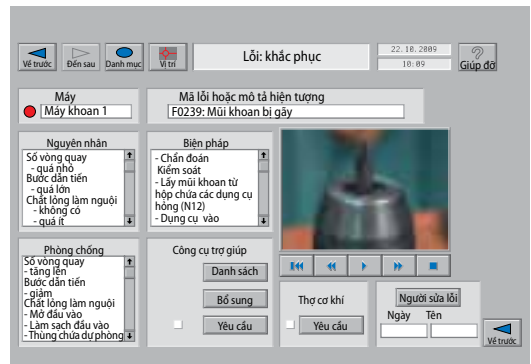 Về trước
Đến sau
Danh mục
Vị trí
Lỗi: khắc phục
22.10.2009
10:09
Giúp đỡ
Máy
Máy khoan 1
Mã lỗi hoặc mô tả hiện tượng
F0239: Mũi khoan bị gãy
Nguyên nhân
Số vòng quay
- quá nhỏ
Bước dẫn tiến
- quá lớn
Chất lỏng làm nguội
- không có
- quá ít
Biện pháp
- Chẩn đoán
Kiểm soát
- Lấy mũi khoan từ
hộp chứa các dụng cụ
hỏng (N12)
- Dụng cụ vào
Phòng chống
Số vòng quay
- tăng lên
Bước dẫn tiến
- giảm
Chất lỏng làm nguội
- Mở đầu vào
- Làm sạch đầu vào
- Thùng chứa dự phòng
Công cụ trợ giúp
Danh sách
Bổ sung
Yêu cầu
Thợ cơ khí
Yêu cầu
Người sửa lỗi
Ngày Tên
Về trước